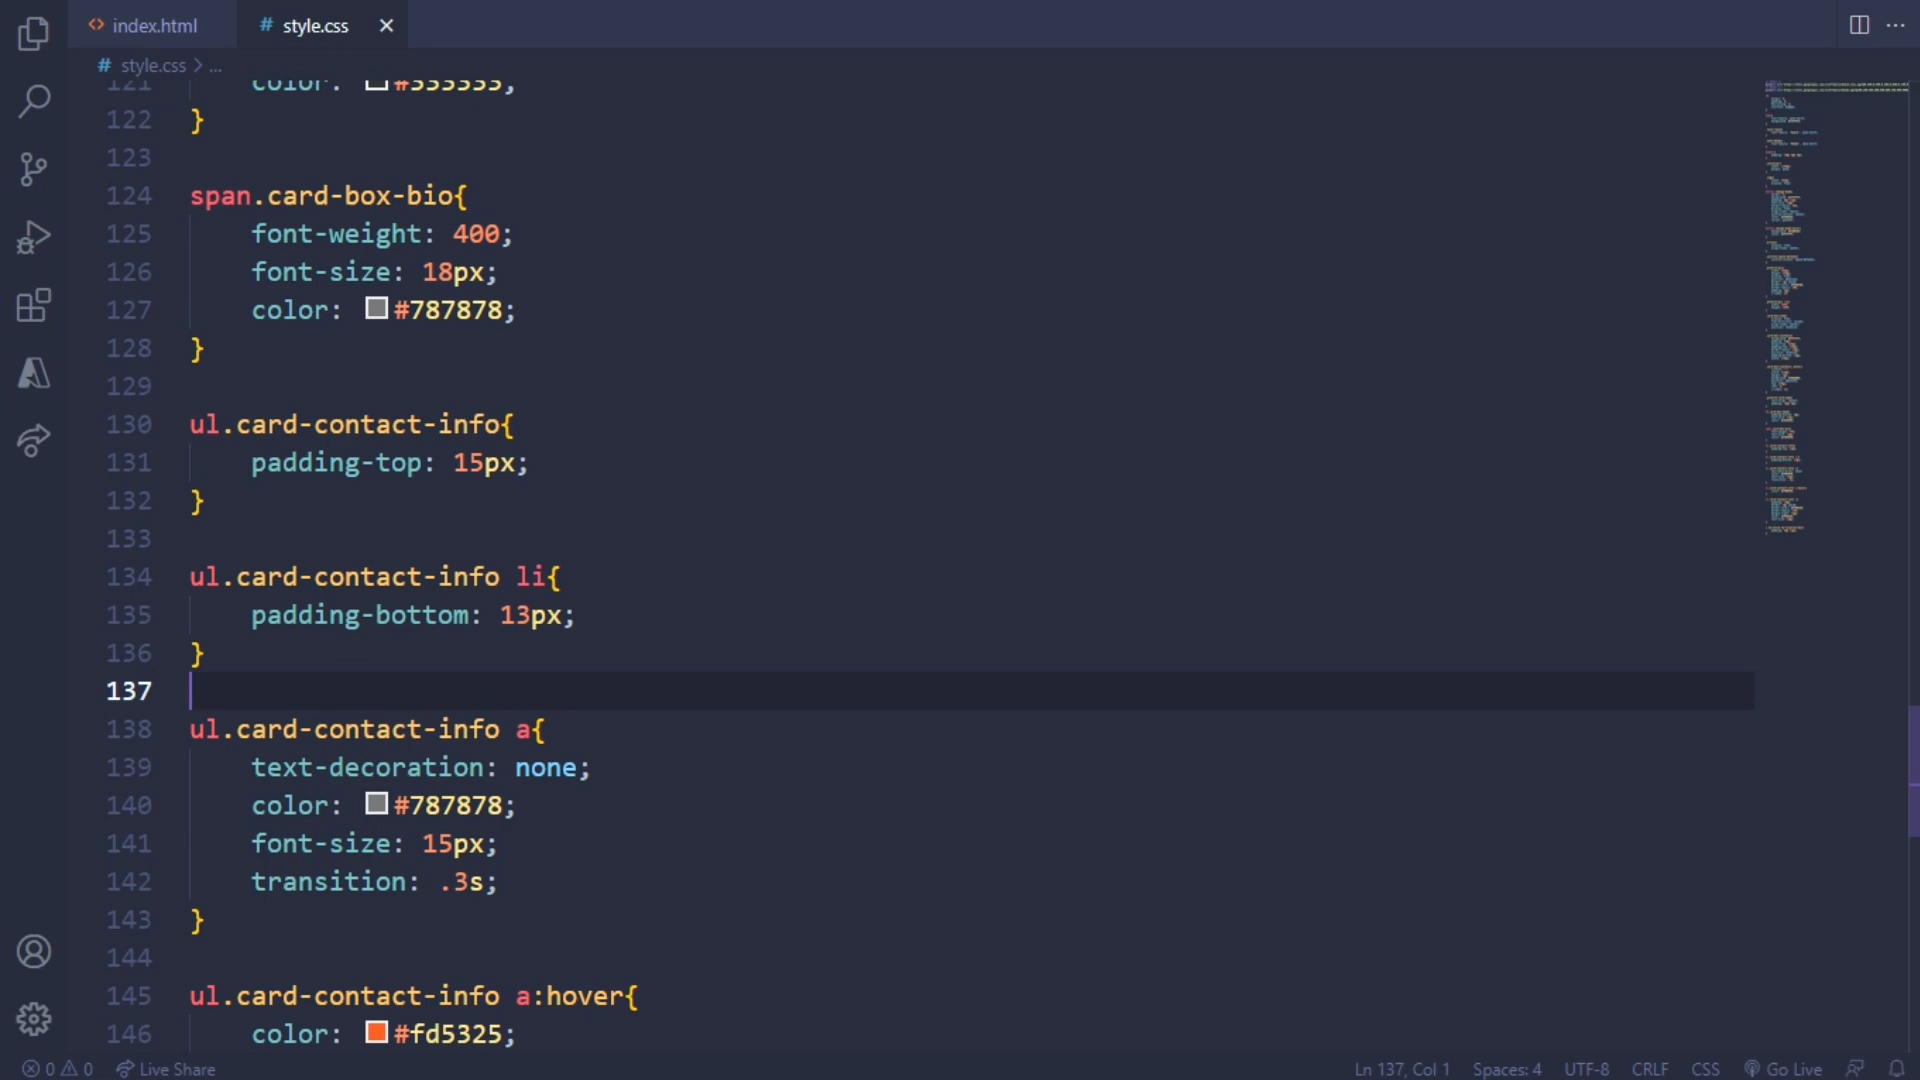 index.html
# style.css
# style.css > ...
121 color: #333333;
122 }
123
124 span.card-box-bio{
125 font-weight: 400;
126 font-size: 18px;
127 color: #787878;
128 }
129
130 ul.card-contact-info{
131 padding-top: 15px;
132 }
133
134 ul.card-contact-info li{
135 padding-bottom: 13px;
136 }
137
138 ul.card-contact-info a{
139 text-decoration: none;
140 color: #787878;
141 font-size: 15px;
142 transition: .3s;
143 }
144
145 ul.card-contact-info a:hover{
146 color: #fd5325;
0 0 Live Share Ln 137, Col 1 Spaces: 4 UTF-8 CRLF CSS Go Live